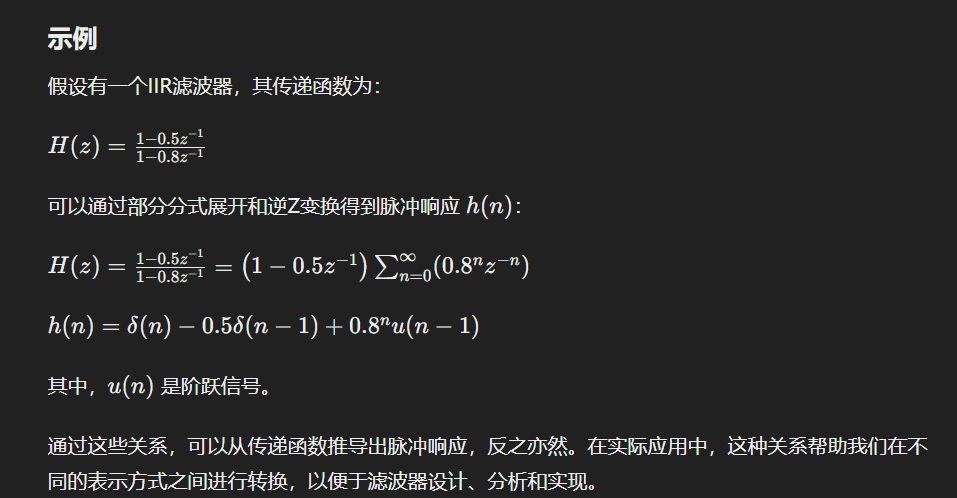 示例
假设有一个IIR滤波器，其传递函数为：
H(z) = \frac{1-0.5z^{-1}}{1-0.8z^{-1}}
可以通过部分分式展开和逆Z变换得到脉冲响应 h(n)：
H(z) = \frac{1-0.5z^{-1}}{1-0.8z^{-1}} = (1 - 0.5z^{-1}) \sum_{n=0}^{\infty} (0.8^n z^{-n})
h(n) = δ(n) − 0.5δ(n − 1) + 0.8^n u(n − 1)
其中，u(n) 是阶跃信号。
通过这些关系，可以从传递函数推导出脉冲响应，反之亦然。在实际应用中，这种关系帮助我们在不
同的表示方式之间进行转换，以便于滤波器设计、分析和实现。